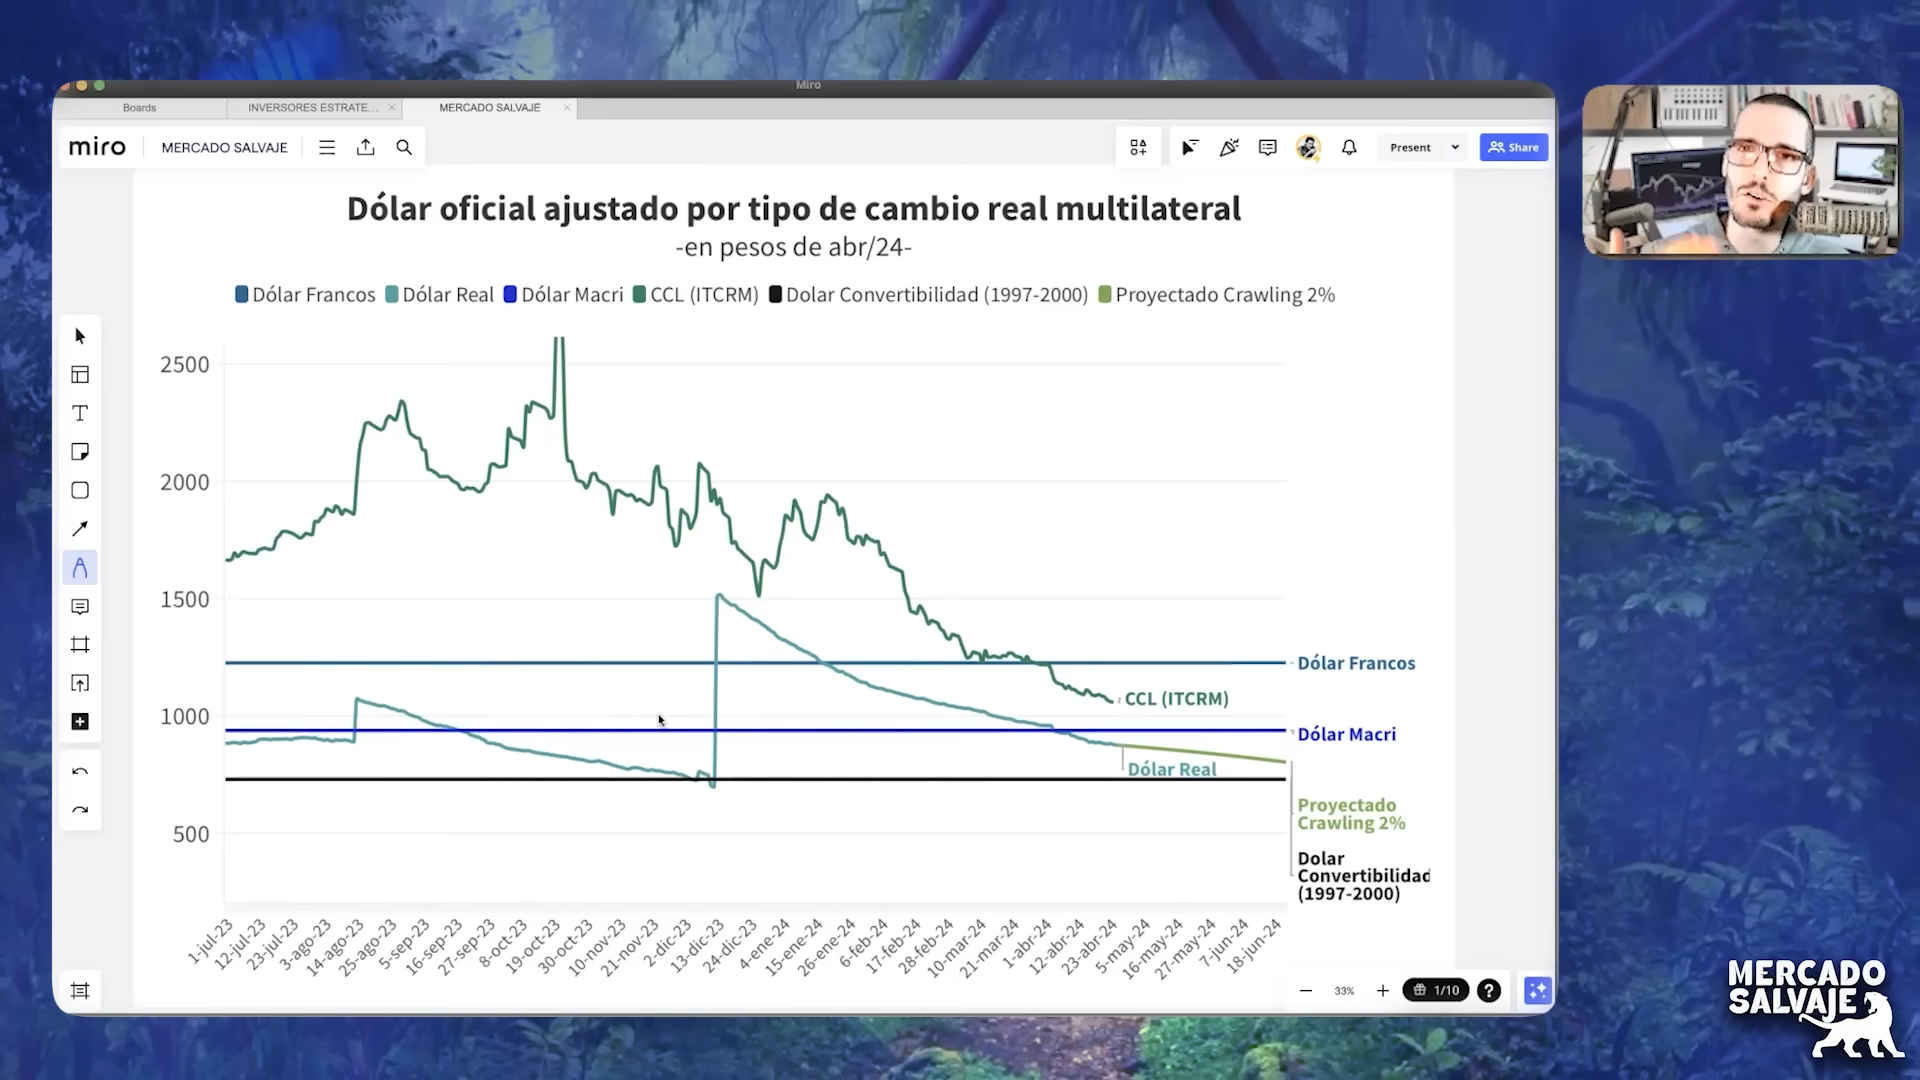 Miro
Boards
INVERSORES ESTRATE...
MERCADO SALVAJE
miro
MERCADO SALVAJE
Present
Share
Dólar oficial ajustado por tipo de cambio real multilateral
-en pesos de abr/24-
Dólar Francos
Dólar Real
Dólar Macri
CCL (ITCRM)
Dolar Convertibilidad (1997-2000)
Proyectado Crawling 2%
2500
2000
1500
1000
500
Dólar Francos
CCL (ITCRM)
Dólar Macri
Dólar Real
Proyectado
Crawling 2%
Dolar
Convertibilidad
(1997-2000)
1-jul-23
12-jul-23
23-jul-23
3-ago-23
14-ago-23
25-ago-23
5-sep-23
16-sep-23
27-sep-23
8-oct-23
19-oct-23
30-oct-23
10-nov-23
21-nov-23
2-dic-23
13-dic-23
24-dic-23
4-ene-24
15-ene-24
26-ene-24
6-feb-24
17-feb-24
28-feb-24
10-mar-24
21-mar-24
1-abr-24
12-abr-24
23-abr-24
5-may-24
16-may-24
27-may-24
7-jun-24
18-jun-24
33%
1/10
?
MERCADO
SALVAJE